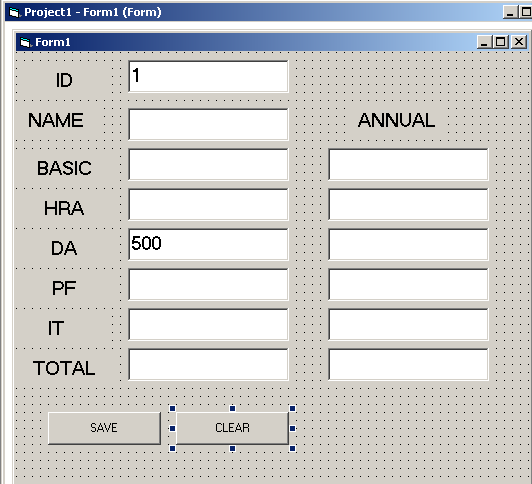 Project1 - Form1 (Form)
Form1
ID 1
NAME ANNUAL
BASIC
HRA
DA 500
PF
IT
TOTAL
SAVE CLEAR